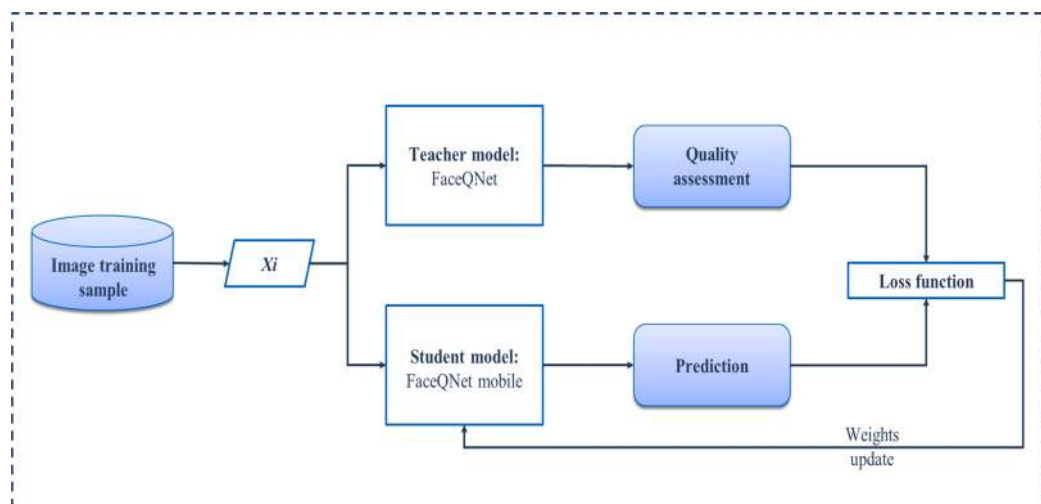 Image training
sample
Xi
Teacher model:
FaceQNet
Quality
assessment
Student model:
FaceQNet mobile
Prediction
Loss function
Weights
update